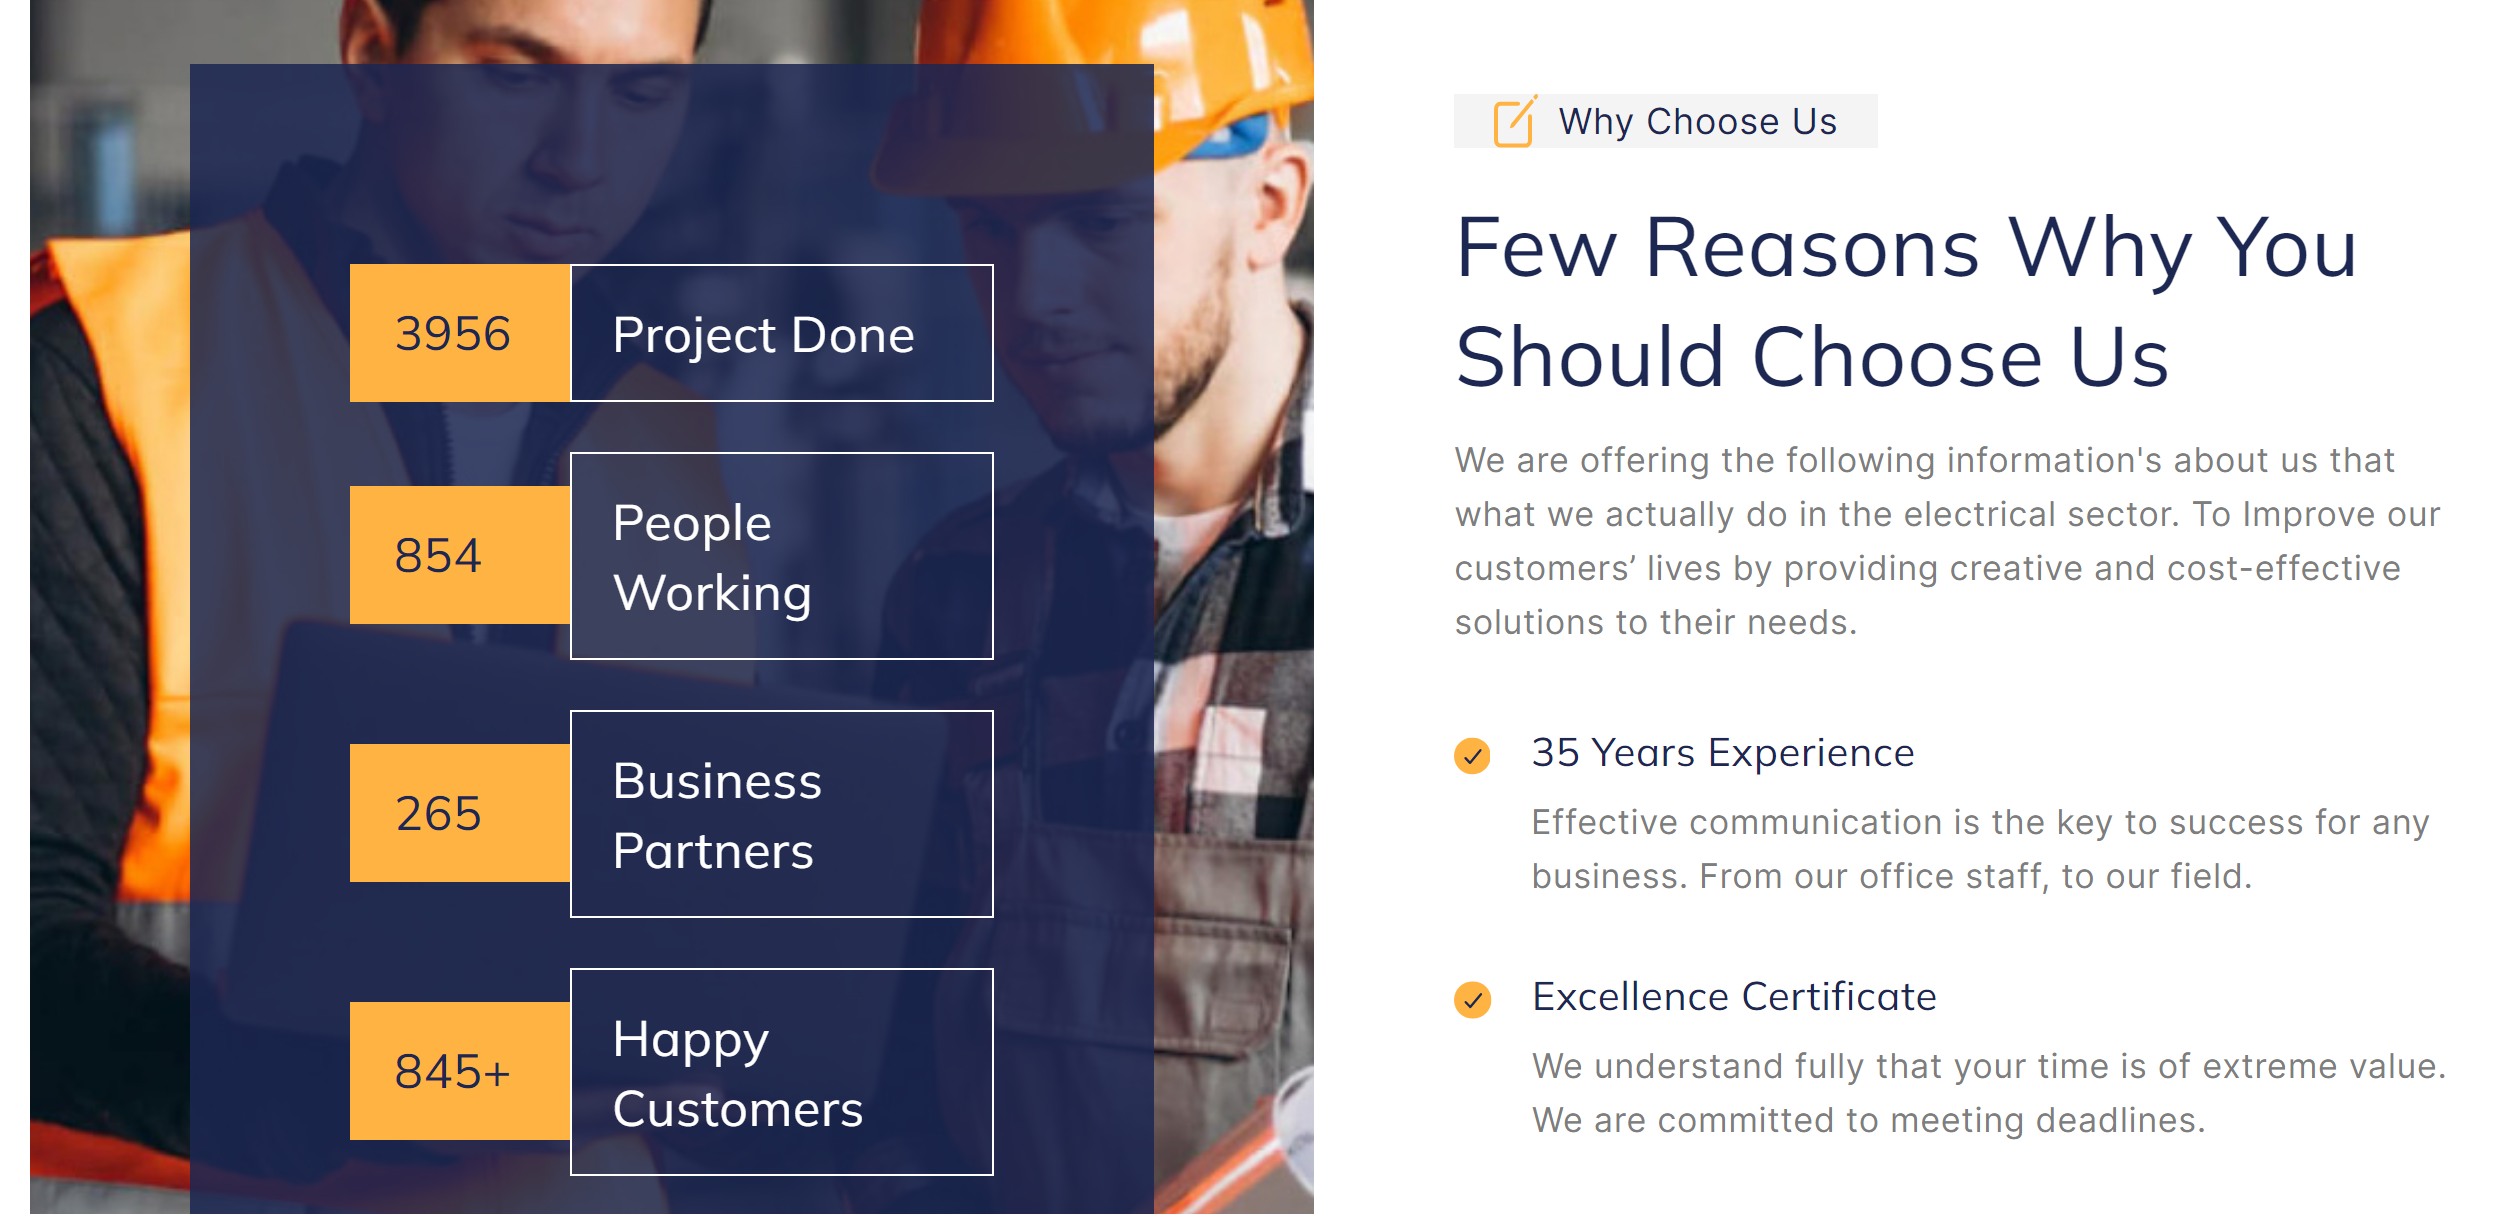 3956
Project Done
854
People
Working
265
Business
Partners
845+
Happy
Customers
Why Choose Us
Few Reasons Why You
Should Choose Us
We are offering the following information's about us that
what we actually do in the electrical sector. To Improve our
customers’ lives by providing creative and cost-effective
solutions to their needs.
35 Years Experience
Effective communication is the key to success for any
business. From our office staff, to our field.
Excellence Certificate
We understand fully that your time is of extreme value.
We are committed to meeting deadlines.